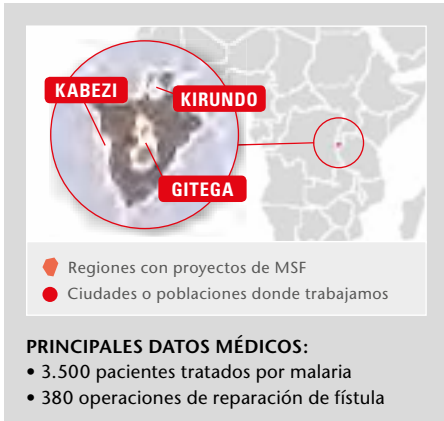 KABEZI
KIRUNDO
GITEGA
Regiones con proyectos de MSF
Ciudades o poblaciones donde trabajamos
PRINCIPALES DATOS MÉDICOS:
• 3.500 pacientes tratados por malaria
• 380 operaciones de reparación de fístula